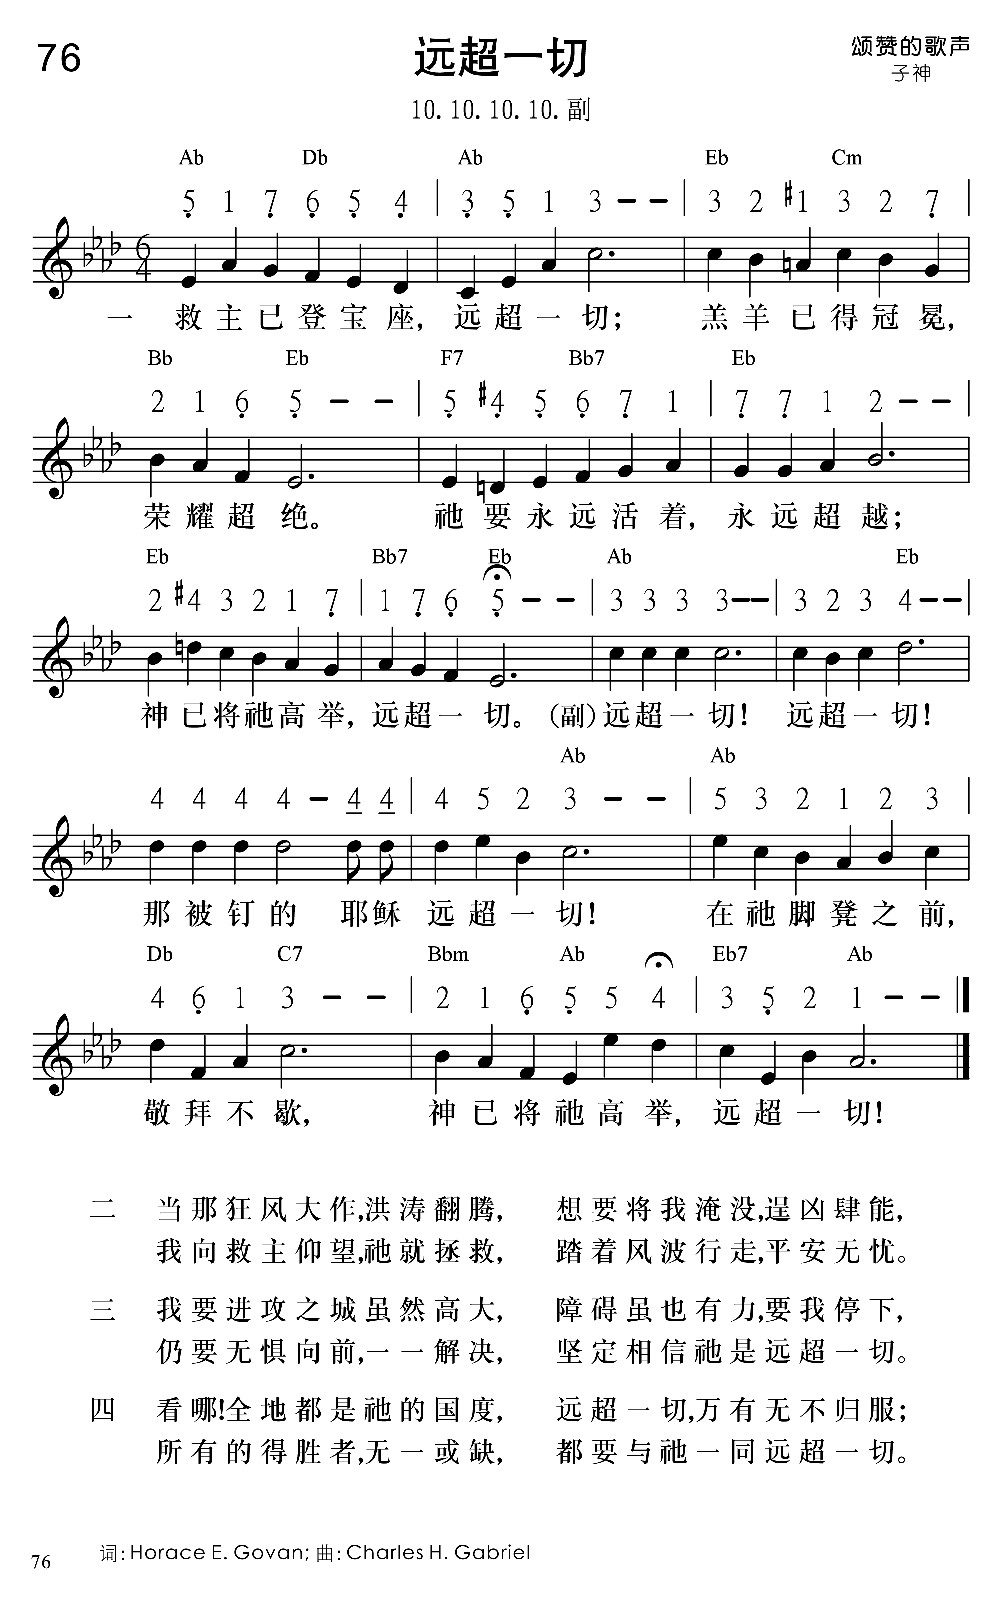 76 远超一切 颂赞的歌声
子神
10. 10. 10. 10. 副
Ab Db Ab Eb Cm
5 1 7 6 5 4 | 3 5 1 3 - - | 3 2 #1 3 2 7 |
6
4
一 救主已登宝座，远超一切； 羔羊已得冠冕，
Bb Eb F7 Bb7 Eb
2 1 6 5 - - | 5 #4 5 6 7 1 | 7 7 1 2 - - |
荣耀超绝。 祂要永远活着，永远超越；
Eb Bb7 Eb Ab Eb
2 #4 3 2 1 7 | 1 7 6 5 - - | 3 3 3 3 - - | 3 2 3 4 - - |
神已将祂高举，远超一切。（副）远超一切！ 远超一切！
Ab Ab
4 4 4 4 - 4 4 | 4 5 2 3 - - | 5 3 2 1 2 3 |
那被钉的 耶稣 远超一切！ 在祂脚凳之前，
Db C7 Bbm Ab Eb7 Ab
4 6 1 3 - - | 2 1 6 5 5 4 | 3 5 2 1 - - ‖
敬拜不歇， 神已将祂高举，远超一切！
二 当那狂风大作,洪涛翻腾， 想要将我淹没,逞凶肆能，
我向救主仰望,祂就拯救， 踏着风波行走,平安无忧。
三 我要进攻之城虽然高大， 障碍虽也有力,要我停下，
仍要无惧向前,一一解决， 坚定相信祂是远超一切。
四 看哪!全地都是祂的国度， 远超一切,万有无不归服；
所有的得胜者,无一或缺， 都要与祂一同远超一切。
76 词: Horace E. Govan; 曲: Charles H. Gabriel